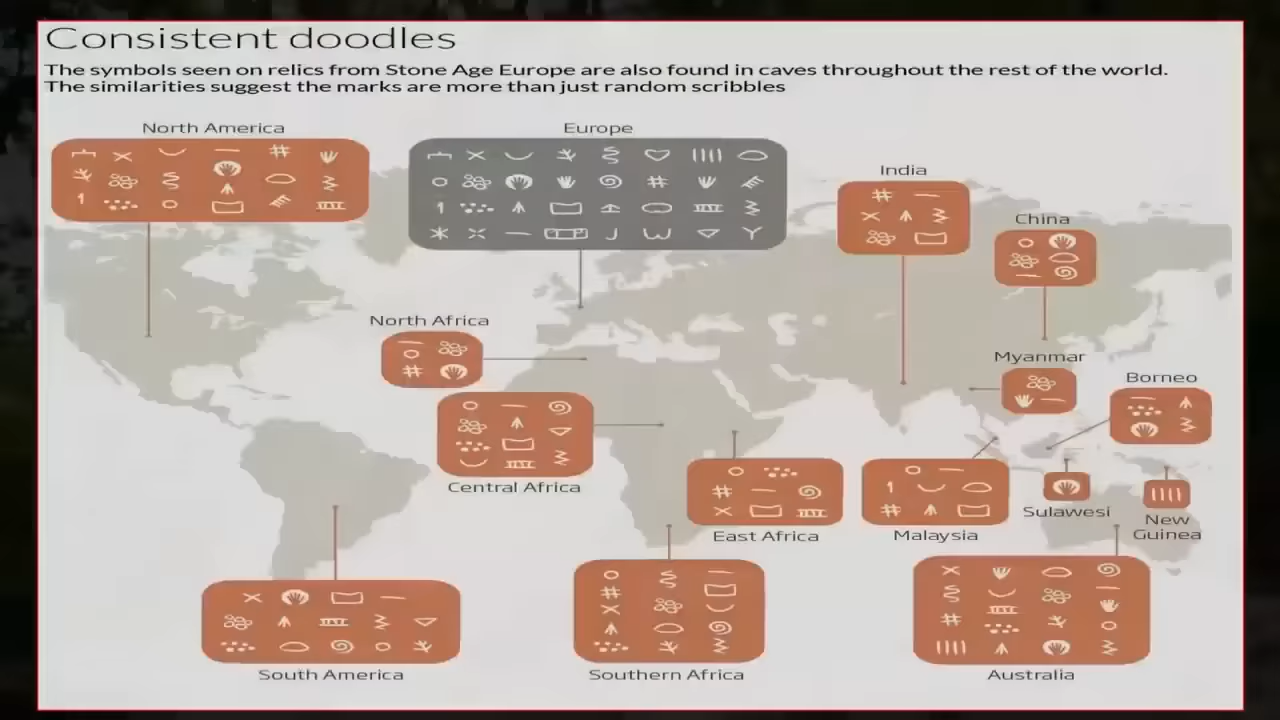 Consistent doodles
The symbols seen on relics from Stone Age Europe are also found in caves throughout the rest of the world.
The similarities suggest the marks are more than just random scribbles
North America
Europe
India
China
North Africa
Myanmar
Borneo
Central Africa
East Africa
Malaysia
Sulawesi
New
Guinea
South America
Southern Africa
Australia